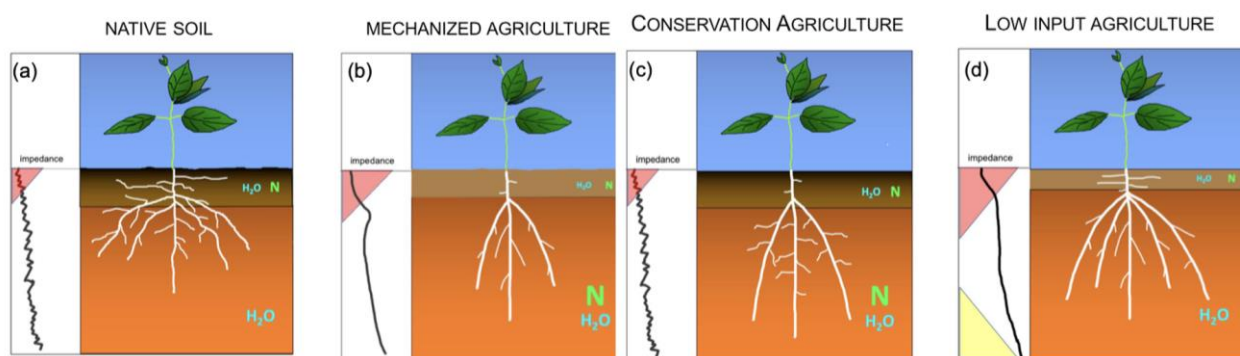 NATIVE SOIL
MECHANIZED AGRICULTURE
CONSERVATION AGRICULTURE
LOW INPUT AGRICULTURE
(a)
impedance
H₂O N
H₂O
(b)
impedance
H₂O N
N
H₂O
(c)
impedance
H₂O N
N
H₂O
(d)
impedance
H₂O N
H₂O